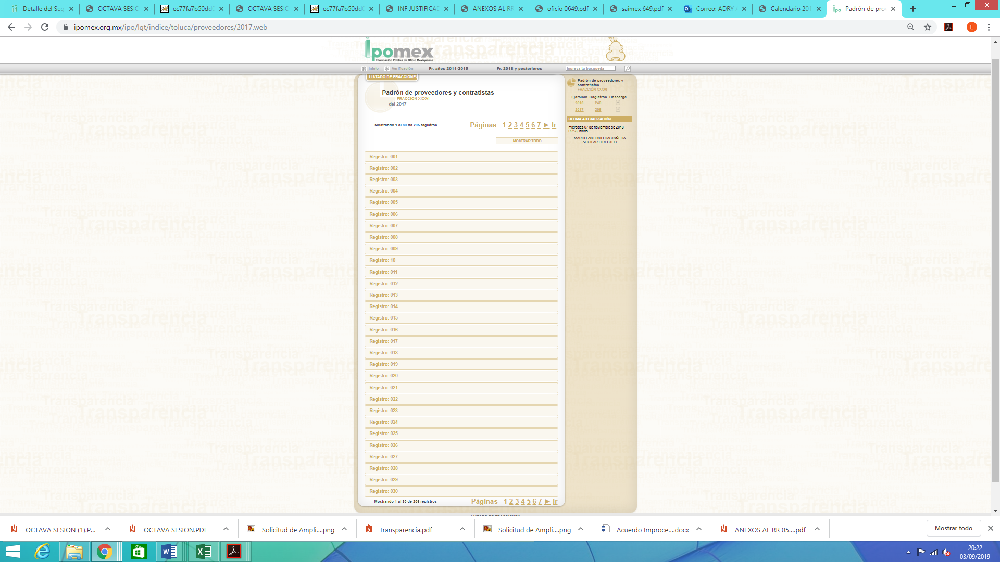 Detalle del Seg
OCTAVA SESIO
ec77fa7b50dd0
OCTAVA SESIO
ec77fa7b50dd0
INF JUSTIFICAD
ANEXOS AL RR
oficio 0649.pdf
saimex 649.pdf
Correo: ADRY
Calendario 201
Padrón de pro
ipomex.org.mx/ipo/lgt/indice/toluca/proveedores/2017.web
L
ipomex
Información Pública de Oficio Mexiquense
Transparencia
Inicio
Verificación
Fr. años 2011-2015
Fr. 2018 y posteriores
Ingresa tu busqueda
LISTADO DE FRACCIONES
Padrón de proveedores y contratistas
FRACCIÓN XXXVI
del 2017
Mostrando 1 al 30 de 205 registros
Páginas 1 2 3 4 5 6 7 ► Ir
MOSTRAR TODO
Registro: 001
Registro: 002
Registro: 003
Registro: 004
Registro: 005
Registro: 006
Registro: 007
Registro: 008
Registro: 009
Registro: 10
Registro: 011
Registro: 012
Registro: 013
Registro: 014
Registro: 015
Registro: 016
Registro: 017
Registro: 018
Registro: 019
Registro: 020
Registro: 021
Registro: 022
Registro: 023
Registro: 024
Registro: 025
Registro: 026
Registro: 027
Registro: 028
Registro: 029
Registro: 030
Mostrando 1 al 30 de 205 registros
Páginas 1 2 3 4 5 6 7 ► Ir
Padrón de proveedores y
contratistas
FRACCIÓN XXXVI
Ejercicio Registros Descarga
2016 240
2017 205
ULTIMA ACTUALIZACIÓN
miércoles 07 de noviembre de 2018
09:53, horas
MARCO ANTONIO CASTAÑEDA
AGUILAR DIRECTOR
OCTAVA SESION (1).P...
OCTAVA SESION.PDF
Solicitud de Ampli....png
transparencia.pdf
Solicitud de Ampli....png
Acuerdo Improce....docx
ANEXOS AL RR 05....pdf
Mostrar todo
20:22
03/09/2019